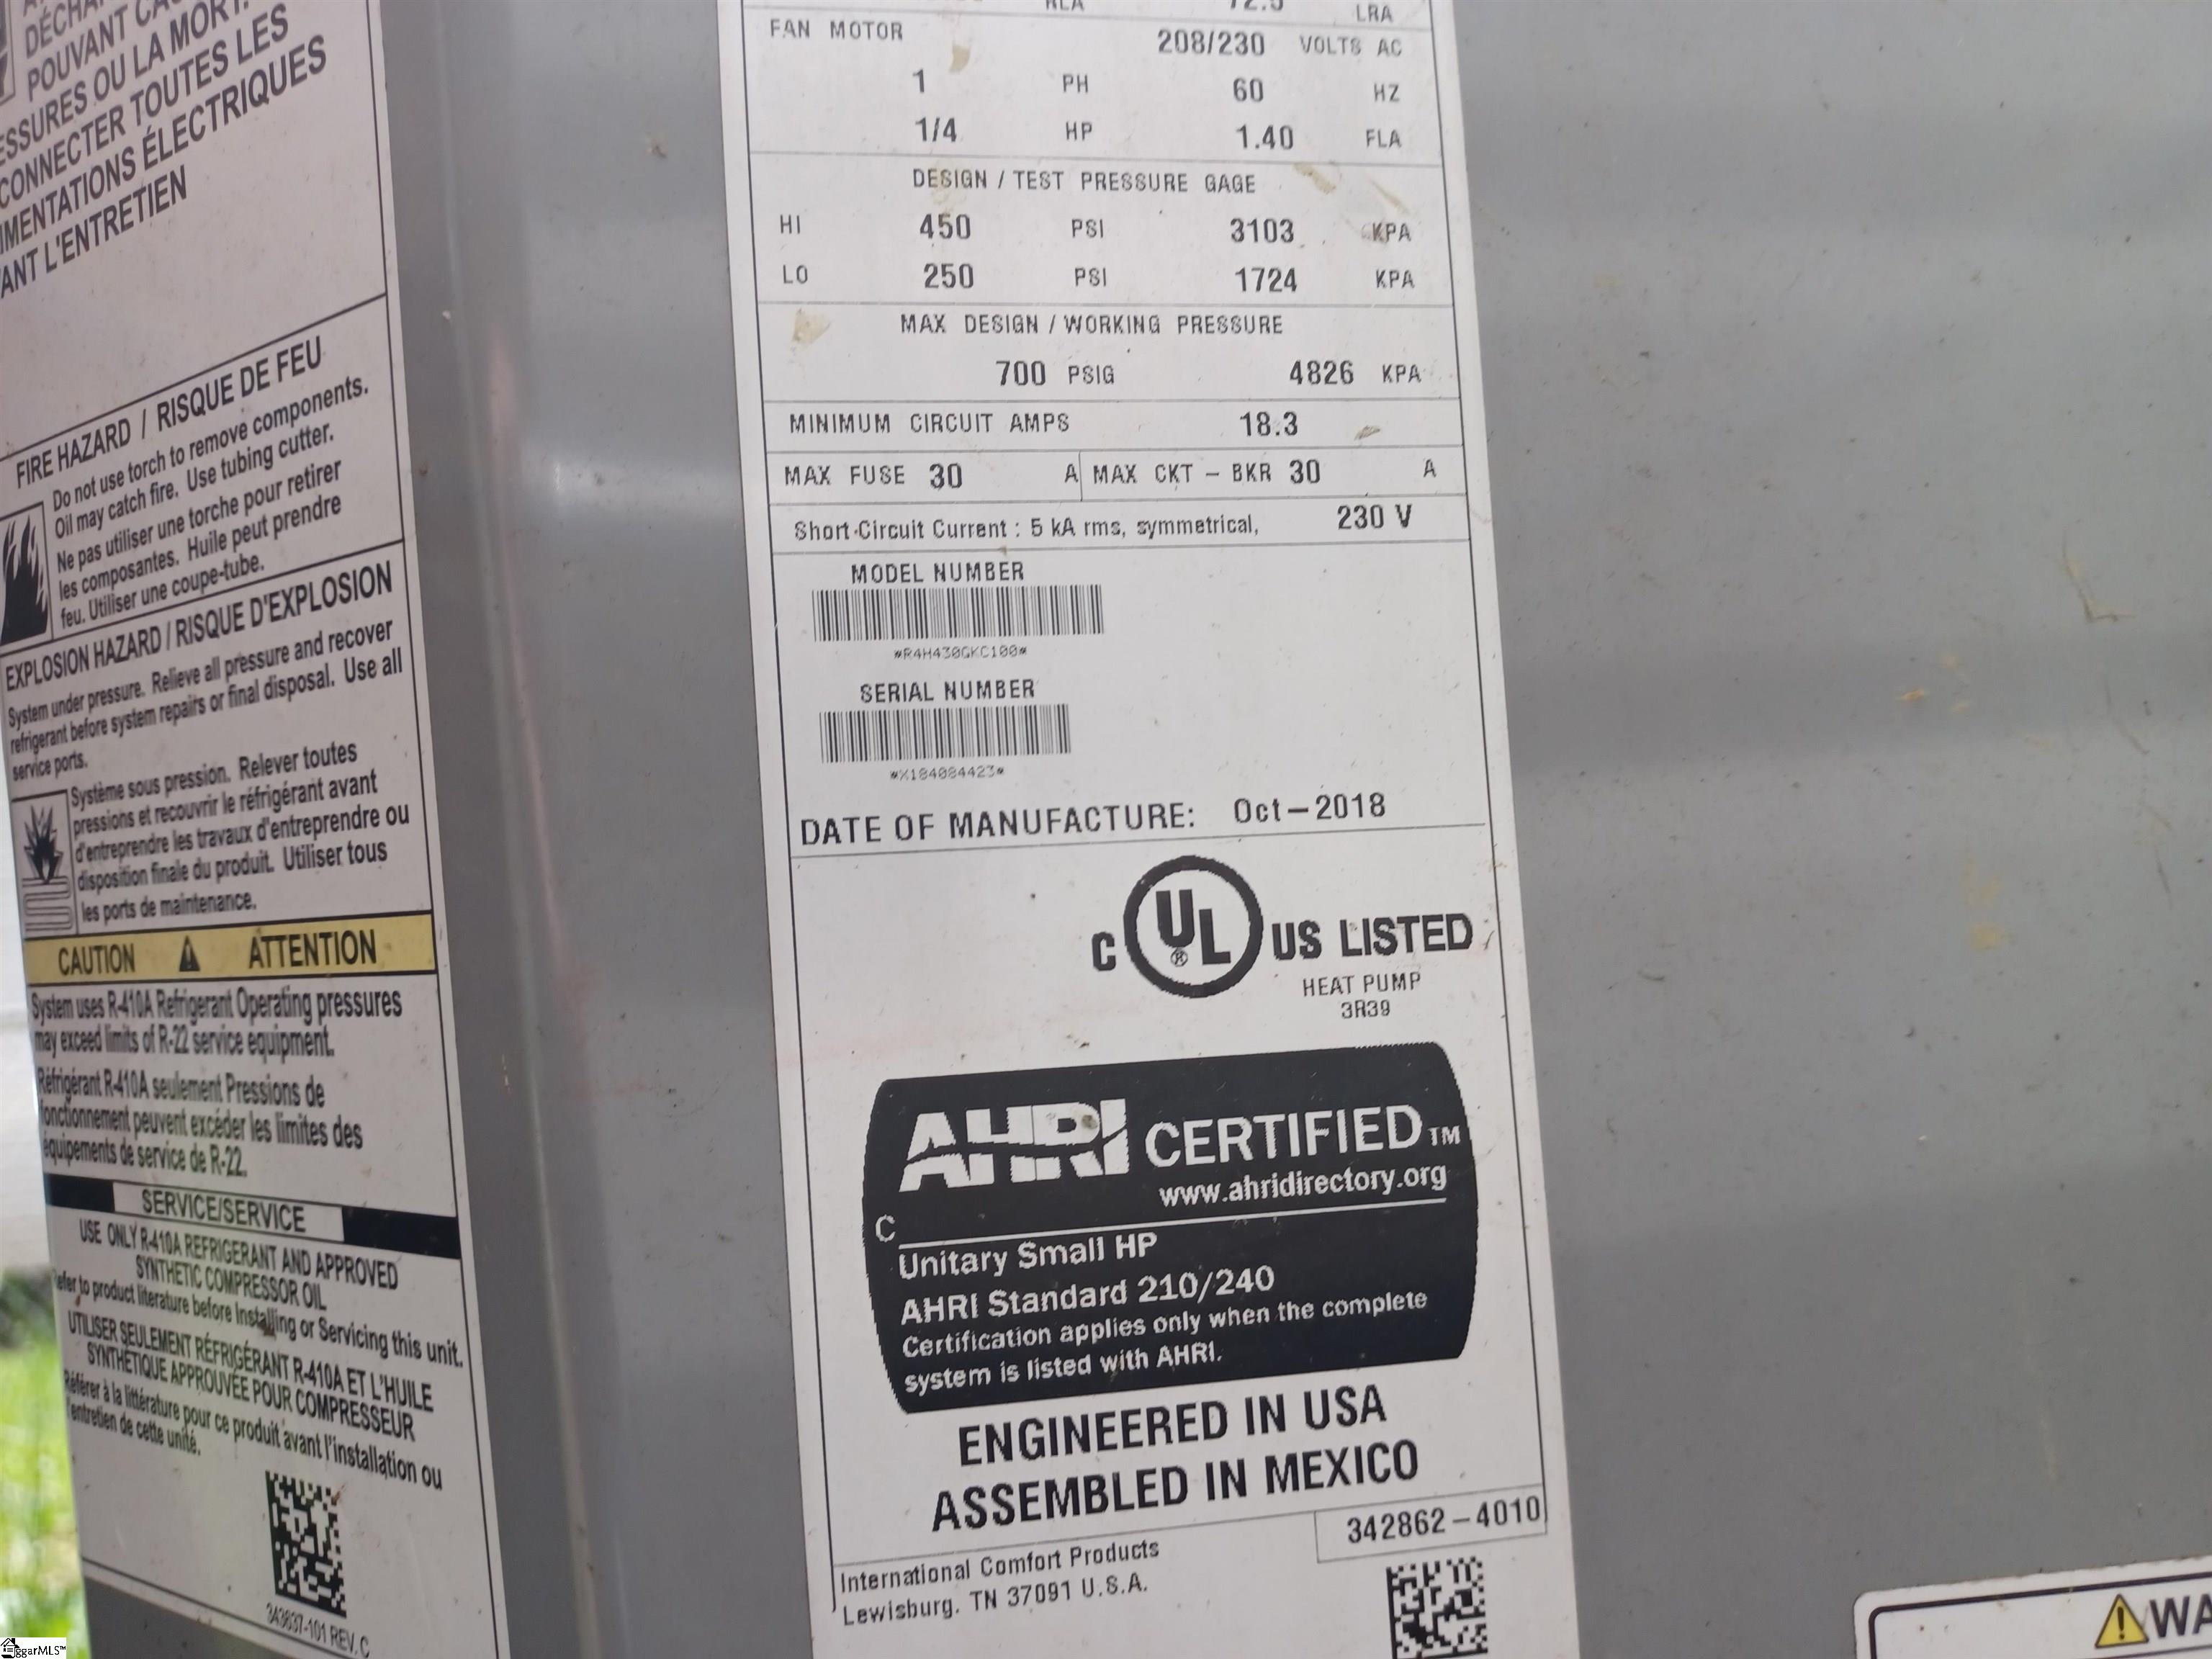 DÉCHA
POUVANT CA
ESSURES OU LA MORT.
CONNECTER TOUTES LES
IMENTATIONS ÉLECTRIQUES
ANT L'ENTRETIEN
FIRE HAZARD / RISQUE DE FEU
Do not use torch to remove components.
Oil may catch fire. Use tubing cutter.
Ne pas utiliser une torche pour retirer
les composantes. Huile peut prendre
feu. Utiliser une coupe-tube.
EXPLOSION HAZARD / RISQUE D'EXPLOSION
System under pressure. Relieve all pressure and recover
refrigerant before system repairs or final disposal. Use all
service ports.
Système sous pression. Relever toutes
pressions et recouvrir le réfrigérant avant
d'entreprendre les travaux d'entreprendre ou
disposition finale du produit. Utiliser tous
les ports de maintenance.
CAUTION ATTENTION
System uses R-410A Refrigerant Operating pressures
may exceed limits of R-22 service equipment.
Réfrigérant R-410A seulement Pressions de
fonctionnement peuvent excéder les limites des
équipements de service de R-22.
SERVICE/SERVICE
USE ONLY R-410A REFRIGERANT AND APPROVED
SYNTHETIC COMPRESSOR OIL
efer to product literature before Installing or Servicing this unit.
UTILISER SEULEMENT RÉFRIGÉRANT R-410A ET L'HUILE
SYNTHÉTIQUE APPROUVÉE POUR COMPRESSEUR
Référer à la littérature pour ce produit avant l'installation ou
l'entretien de cette unité.
343637-101 REV. C
RLA 72.5 LRA
FAN MOTOR 208/230 VOLTS AC
1 PH 60 HZ
1/4 HP 1.40 FLA
DESIGN / TEST PRESSURE GAGE
HI 450 PSI 3103 KPA
LO 250 PSI 1724 KPA
MAX DESIGN / WORKING PRESSURE
700 PSIG 4826 KPA
MINIMUM CIRCUIT AMPS 18.3
MAX FUSE 30 A MAX CKT - BKR 30 A
Short-Circuit Current : 5 kA rms, symmetrical, 230 V
MODEL NUMBER
*R4H430GKC100*
SERIAL NUMBER
*X184084423*
DATE OF MANUFACTURE: Oct-2018
C UL ® US LISTED
HEAT PUMP
3R39
AHRI CERTIFIED TM
www.ahridirectory.org
C
Unitary Small HP
AHRI Standard 210/240
Certification applies only when the complete
system is listed with AHRI.
ENGINEERED IN USA
ASSEMBLED IN MEXICO
342862-4010
International Comfort Products
Lewisburg, TN 37091 U.S.A.
WA
ggarMLS™